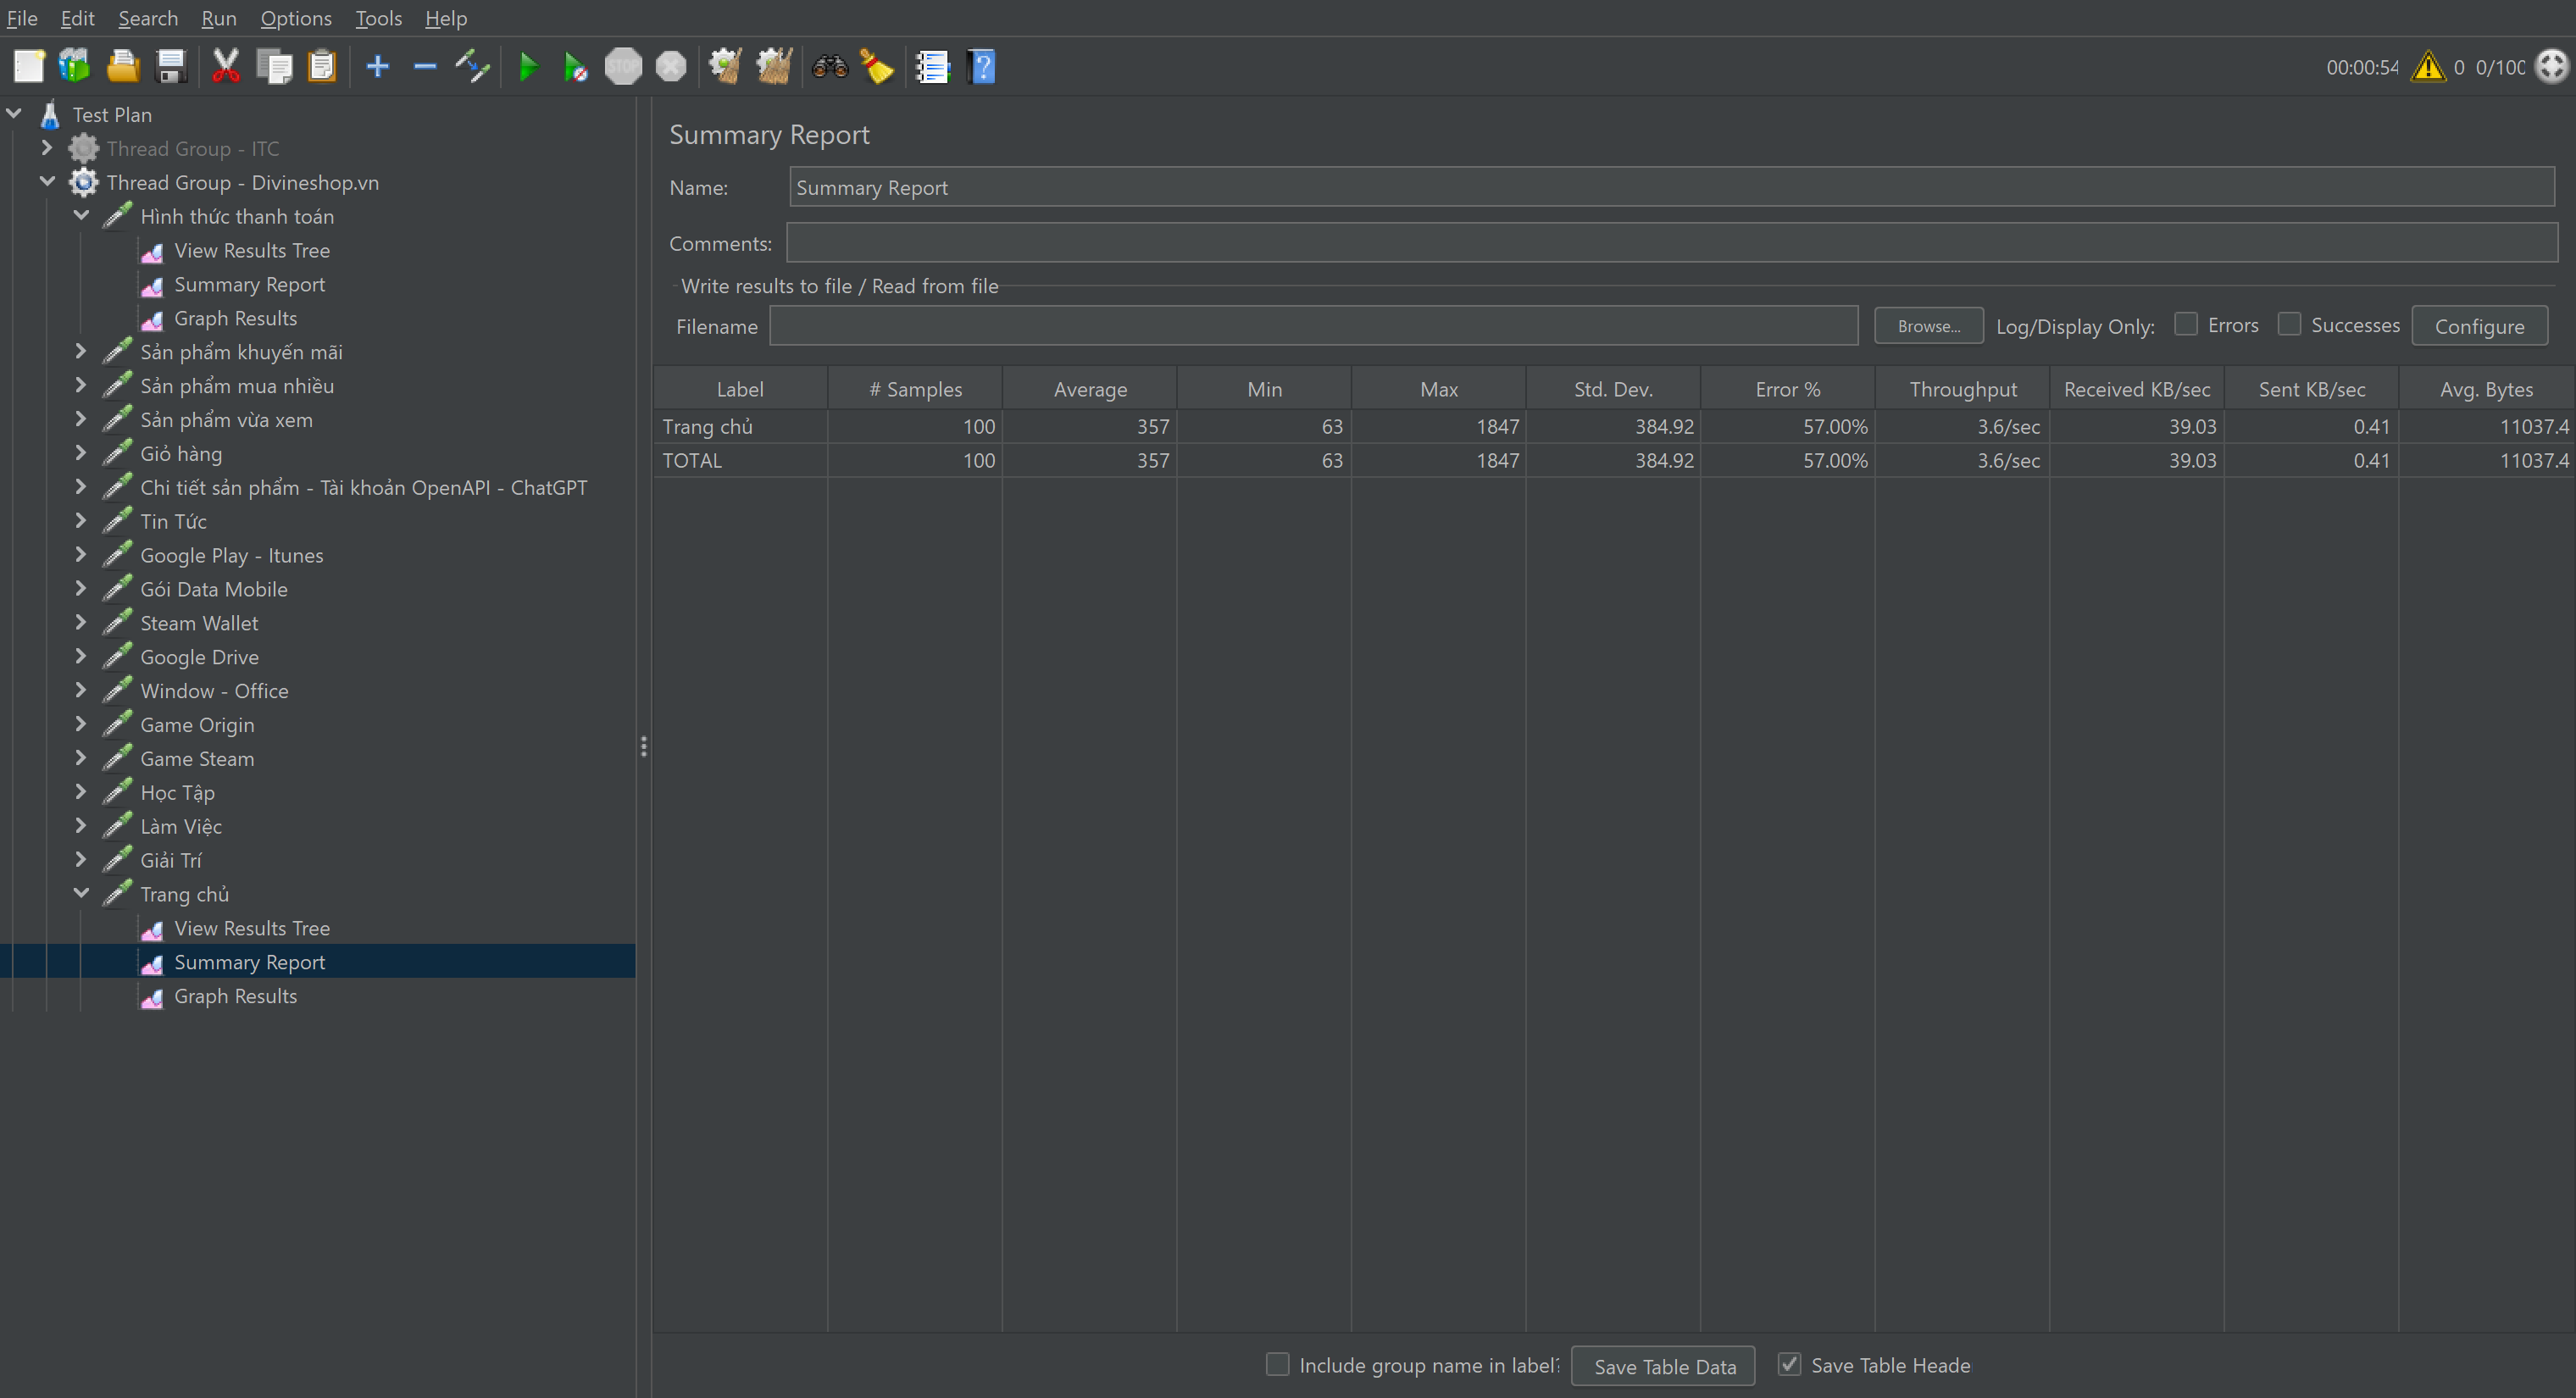 File Edit Search Run Options Tools Help
STOP
00:00:54 0 0/100
Test Plan
Thread Group - ITC
Thread Group - Divineshop.vn
Hình thức thanh toán
View Results Tree
Summary Report
Graph Results
Sản phẩm khuyến mãi
Sản phẩm mua nhiều
Sản phẩm vừa xem
Giỏ hàng
Chi tiết sản phẩm - Tài khoản OpenAPI - ChatGPT
Tin Tức
Google Play - Itunes
Gói Data Mobile
Steam Wallet
Google Drive
Window - Office
Game Origin
Game Steam
Học Tập
Làm Việc
Giải Trí
Trang chủ
View Results Tree
Summary Report
Graph Results
Summary Report
Name: Summary Report
Comments:
Write results to file / Read from file
Filename Browse... Log/Display Only: Errors Successes Configure
Label # Samples Average Min Max Std. Dev. Error % Throughput Received KB/sec Sent KB/sec Avg. Bytes
Trang chủ 100 357 63 1847 384.92 57.00% 3.6/sec 39.03 0.41 11037.4
TOTAL 100 357 63 1847 384.92 57.00% 3.6/sec 39.03 0.41 11037.4
Include group name in label? Save Table Data Save Table Heade